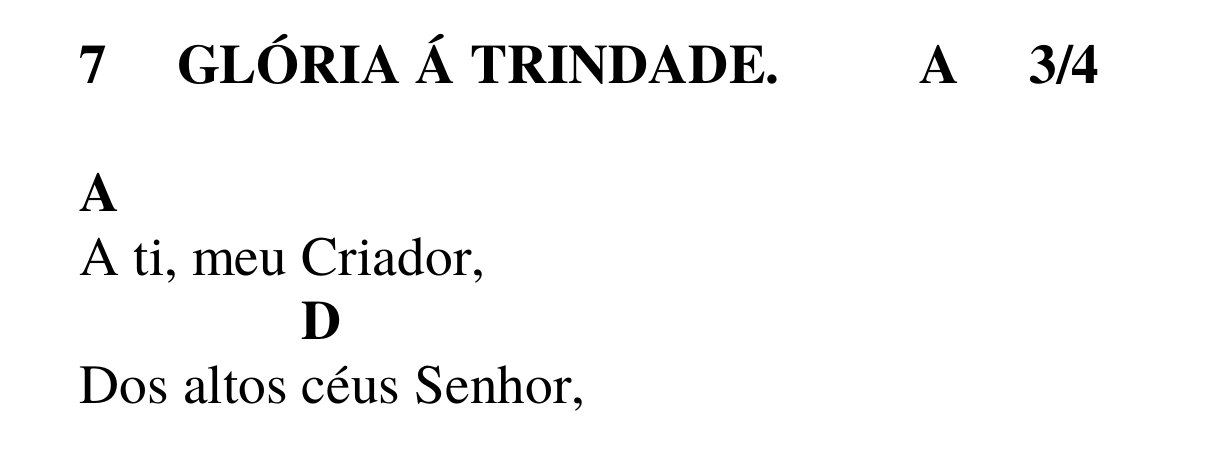 7 GLÓRIA Á TRINDADE. A 3/4
A
A ti, meu Criador,
D
Dos altos céus Senhor,